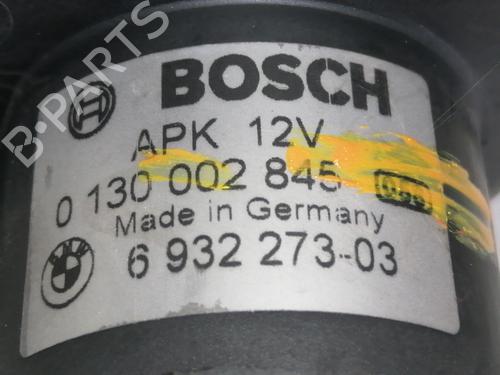 B-PARTS
BOSCH
APK 12V
0 130 002 845
Made in Germany
6 932 273-03